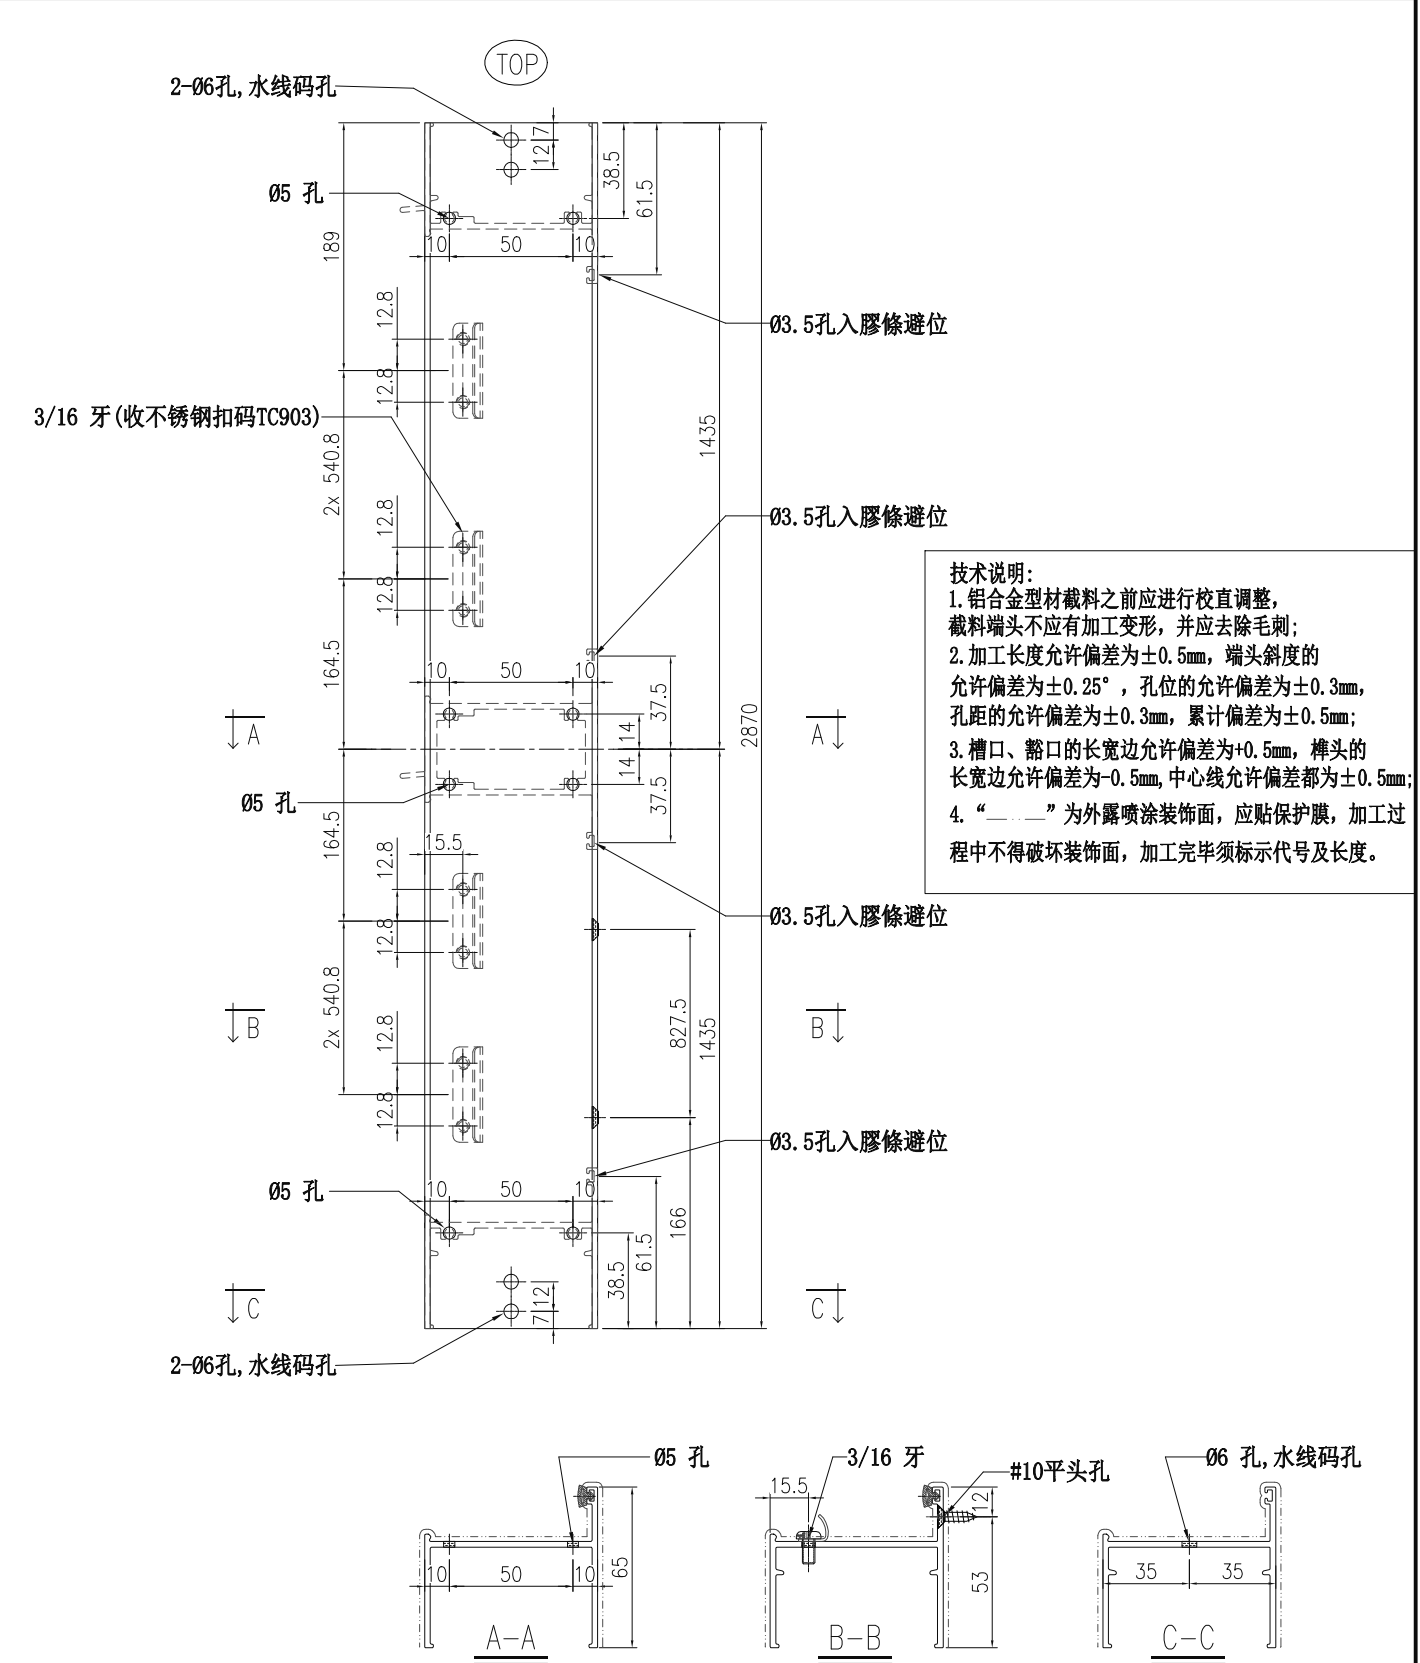 TOP
2-Ø6孔,水线码孔
7
12
38.5
61.5
Ø5 孔
189
10
50
10
12.8
Ø3.5孔入膠條避位
12.8
3/16 牙(收不锈钢扣码TC903)
1435
2x 540.8
12.8
Ø3.5孔入膠條避位
12.8
技术说明:
1.铝合金型材截料之前应进行校直调整,
截料端头不应有加工变形, 并应去除毛刺;
2.加工长度允许偏差为±0.5mm, 端头斜度的
允许偏差为±0.25°, 孔位的允许偏差为±0.3mm,
孔距的允许偏差为±0.3mm, 累计偏差为±0.5mm;
3.槽口、豁口的长宽边允许偏差为+0.5mm, 榫头的
长宽边允许偏差为-0.5mm,中心线允许偏差都为±0.5mm;
4.“__ .. __”为外露喷涂装饰面, 应贴保护膜, 加工过
程中不得破坏装饰面, 加工完毕须标示代号及长度。
164.5
10
50
10
37.5
2870
A
14
A
14
37.5
Ø5 孔
164.5
15.5
12.8
Ø3.5孔入膠條避位
12.8
2x 540.8
827.5
1435
B
B
12.8
12.8
Ø3.5孔入膠條避位
Ø5 孔
10
50
10
166
61.5
38.5
C
12
7
C
2-Ø6孔,水线码孔
Ø5 孔
10
50
10
65
A-A
15.5
3/16 牙
#10平头孔
12
53
B-B
Ø6 孔,水线码孔
35
35
C-C